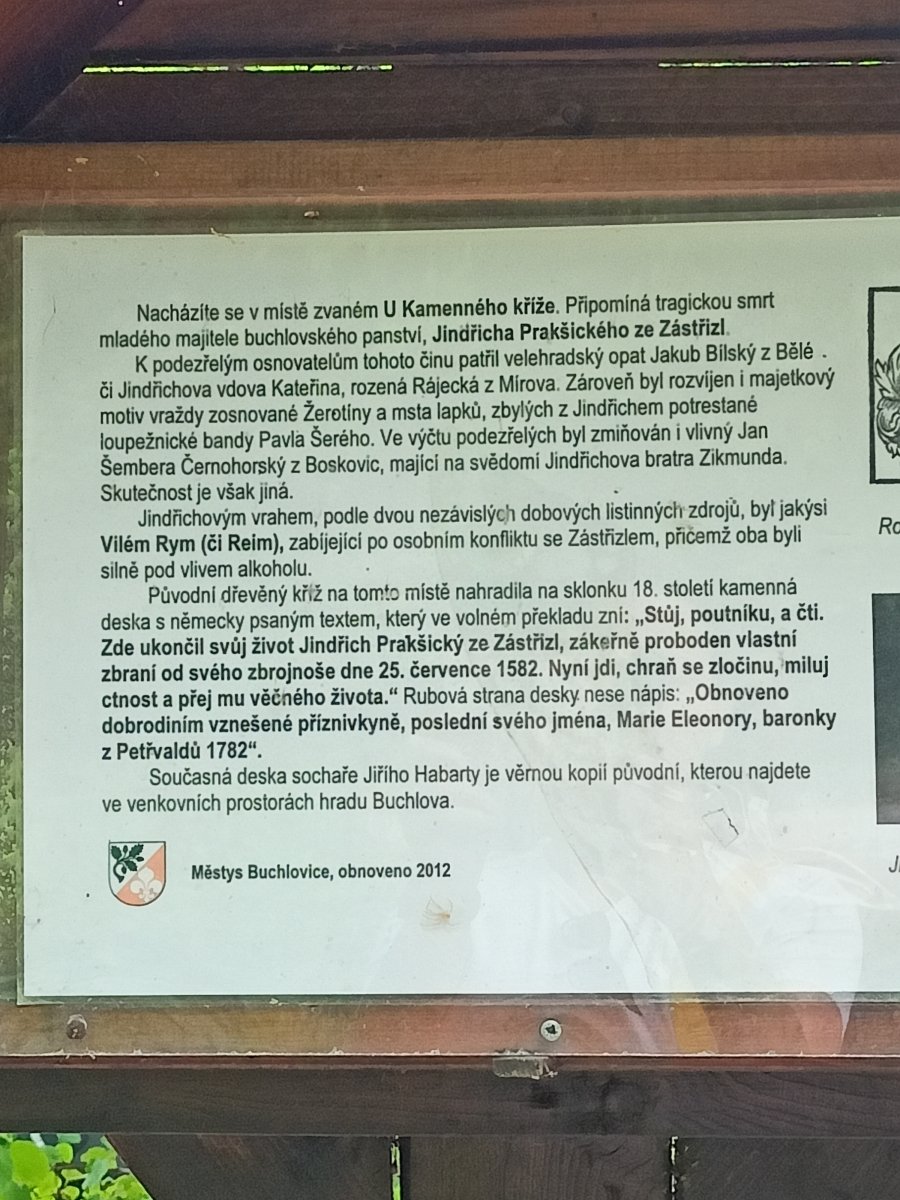 Nacházíte se v místě zvaném U Kamenného kříže. Připomíná tragickou smrt
mladého majitele buchlovského panství, Jindřicha Prakšického ze Zástřizl.
K podezřelým osnovatelům tohoto činu patřil velehradský opat Jakub Bílský z Bělé
či Jindřichova vdova Kateřina, rozená Rájecká z Mírova. Zároveň byl rozvíjen i majetkový
motiv vraždy zosnované Žerotíny a msta lapků, zbylých z Jindřichem potrestané
loupežnické bandy Pavla Šerého. Ve výčtu podezřelých byl zmiňován i vlivný Jan
Šembera Černohorský z Boskovic, mající na svědomí Jindřichova bratra Zikmunda.
Skutečnost je však jiná.
Jindřichovým vrahem, podle dvou nezávislých dobových listinných zdrojů, byl jakýsi
Vilém Rym (či Reim), zabíjející po osobním konfliktu se Zástřizlem, přičemž oba byli
silně pod vlivem alkoholu.
Původní dřevěný kříž na tomto místě nahradila na sklonku 18. století kamenná
deska s německy psaným textem, který ve volném překladu zní: „Stůj, poutníku, a čti.
Zde ukončil svůj život Jindřich Prakšický ze Zástřizl, zákeřně proboden vlastní
zbraní od svého zbrojnoše dne 25. července 1582. Nyní jdi, chraň se zločinu, miluj
ctnost a přej mu věčného života.“ Rubová strana desky nese nápis: „Obnoveno
dobrodiním vznešené příznivkyně, poslední svého jména, Marie Eleonory, baronky
z Petřvaldů 1782“.
Současná deska sochaře Jiřího Habarty je věrnou kopií původní, kterou najdete
ve venkovních prostorách hradu Buchlova.
Městys Buchlovice, obnoveno 2012